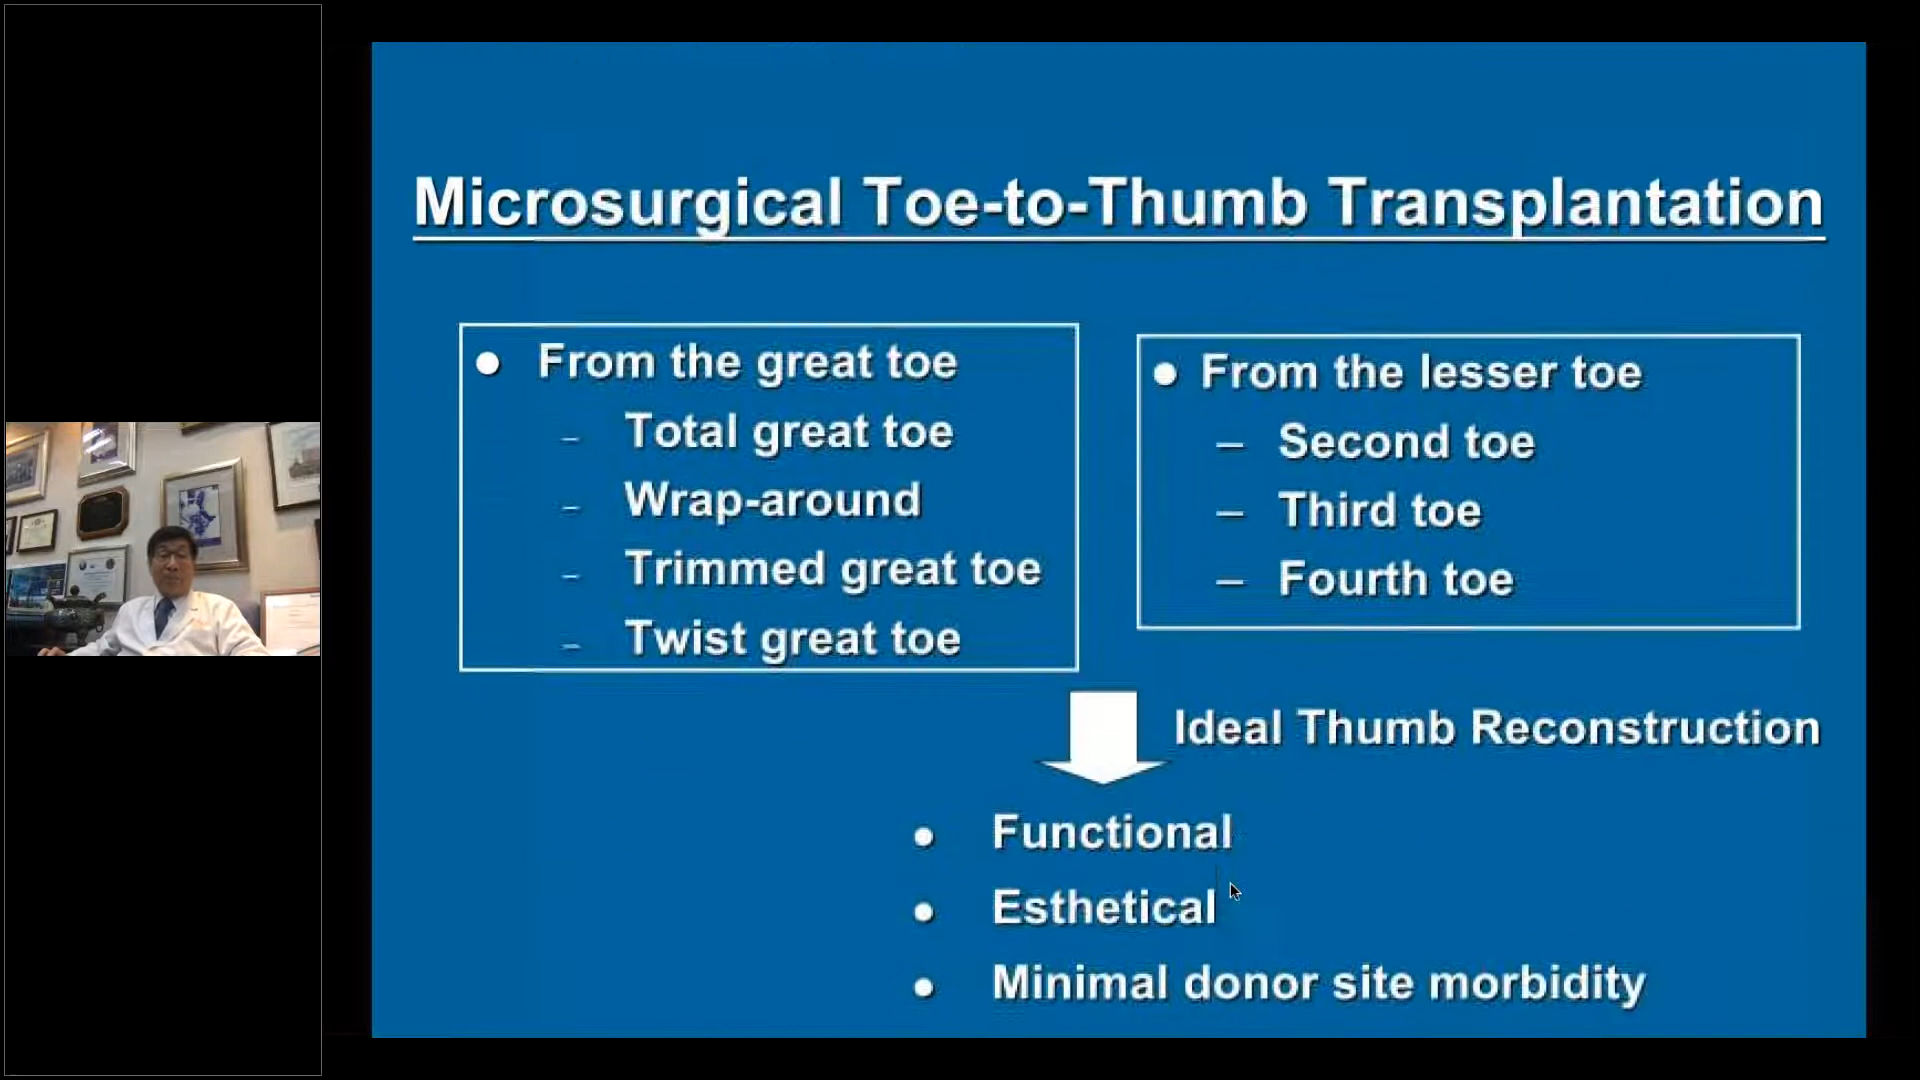 Microsurgical Toe-to-Thumb Transplantation
● From the great toe
– Total great toe
– Wrap-around
– Trimmed great toe
– Twist great toe
● From the lesser toe
– Second toe
– Third toe
– Fourth toe
Ideal Thumb Reconstruction
● Functional
● Esthetical
● Minimal donor site morbidity